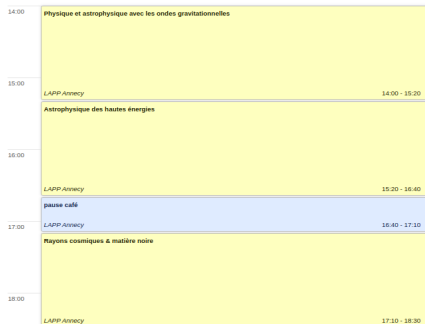 14:00
Physique et astrophysique avec les ondes gravitationnelles
15:00
LAPP Annecy 14:00 - 15:20
Astrophysique des hautes énergies
16:00
LAPP Annecy 15:20 - 16:40
pause café
17:00
LAPP Annecy 16:40 - 17:10
Rayons cosmiques & matière noire
18:00
LAPP Annecy 17:10 - 18:30